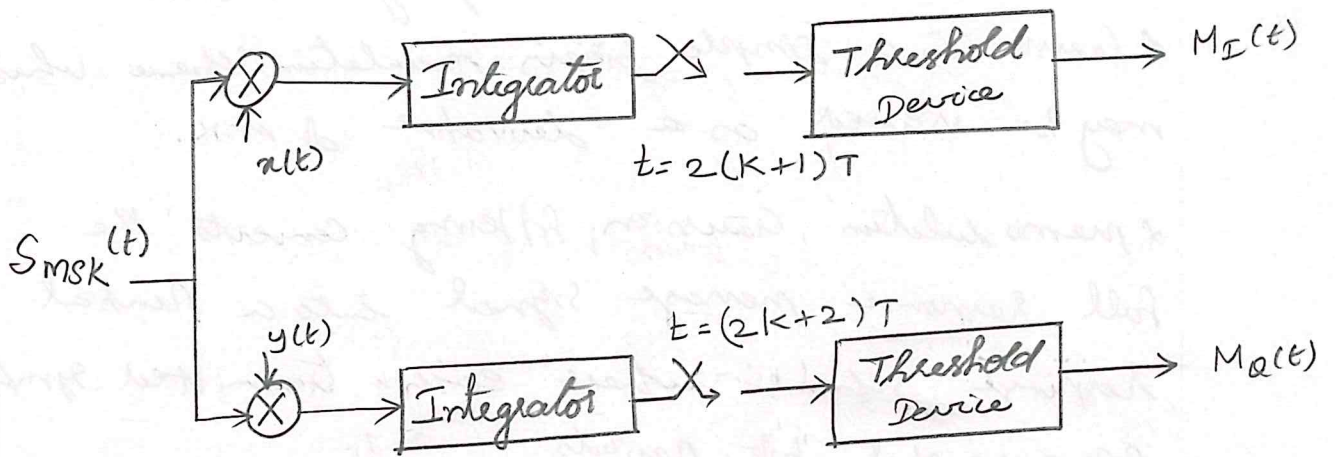 Integrator
Threshold
Device
M_I(t)
x(t)
t= 2(K+1)T
S_MSK(t)
y(t)
t=(2K+2)T
Integrator
Threshold
Device
M_Q(t)